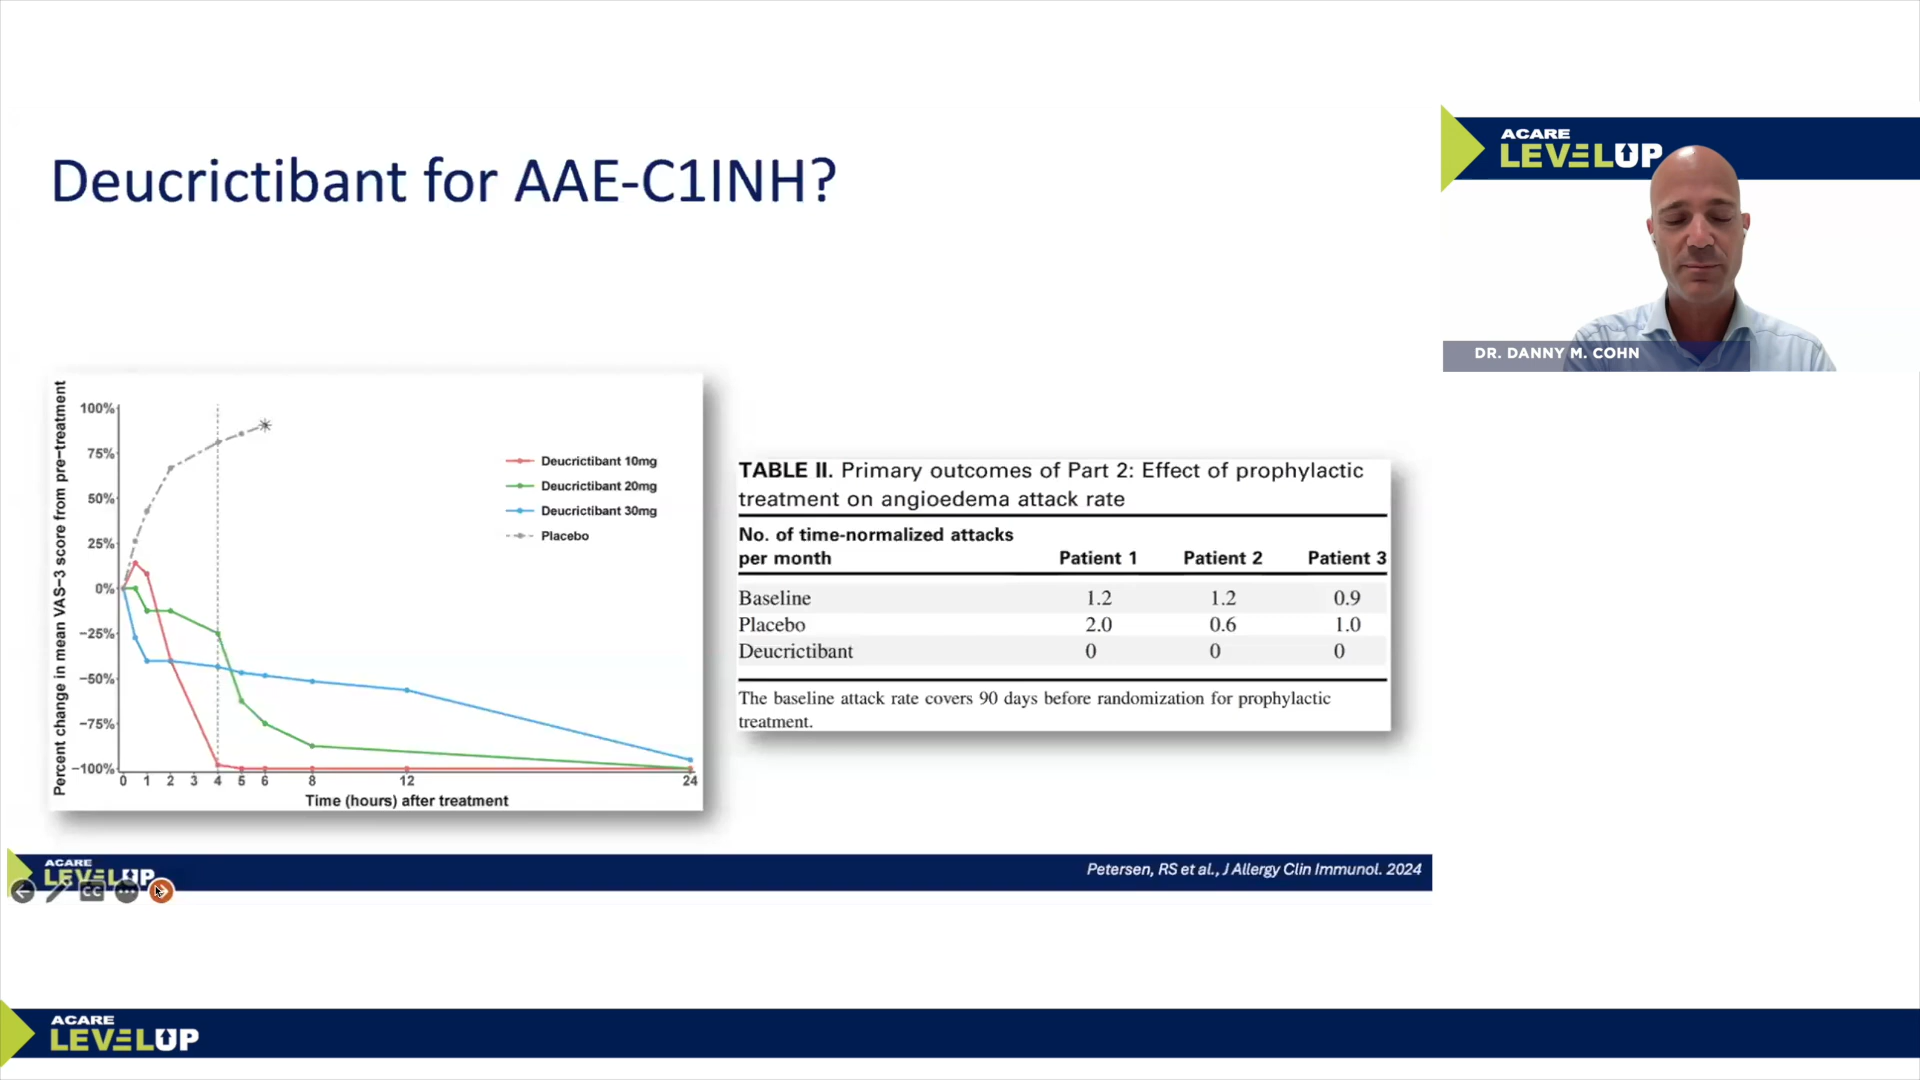 Deucrictibant for AAE-C1INH?
ACARE
LEVELUP
DR. DANNY M. COHN
Percent change in mean VAS-3 score from pre-treatment
100%
75%
50%
25%
0%
−25%
−50%
−75%
−100%
0 1 2 3 4 5 6 8 12 24
Time (hours) after treatment
Deucrictibant 10mg
Deucrictibant 20mg
Deucrictibant 30mg
Placebo
TABLE II. Primary outcomes of Part 2: Effect of prophylactic
treatment on angioedema attack rate
No. of time-normalized attacks
per month Patient 1 Patient 2 Patient 3
Baseline 1.2 1.2 0.9
Placebo 2.0 0.6 1.0
Deucrictibant 0 0 0
The baseline attack rate covers 90 days before randomization for prophylactic
treatment.
ACARE
LEVELUP
CC
Petersen, RS et al., J Allergy Clin Immunol. 2024
ACARE
LEVELUP